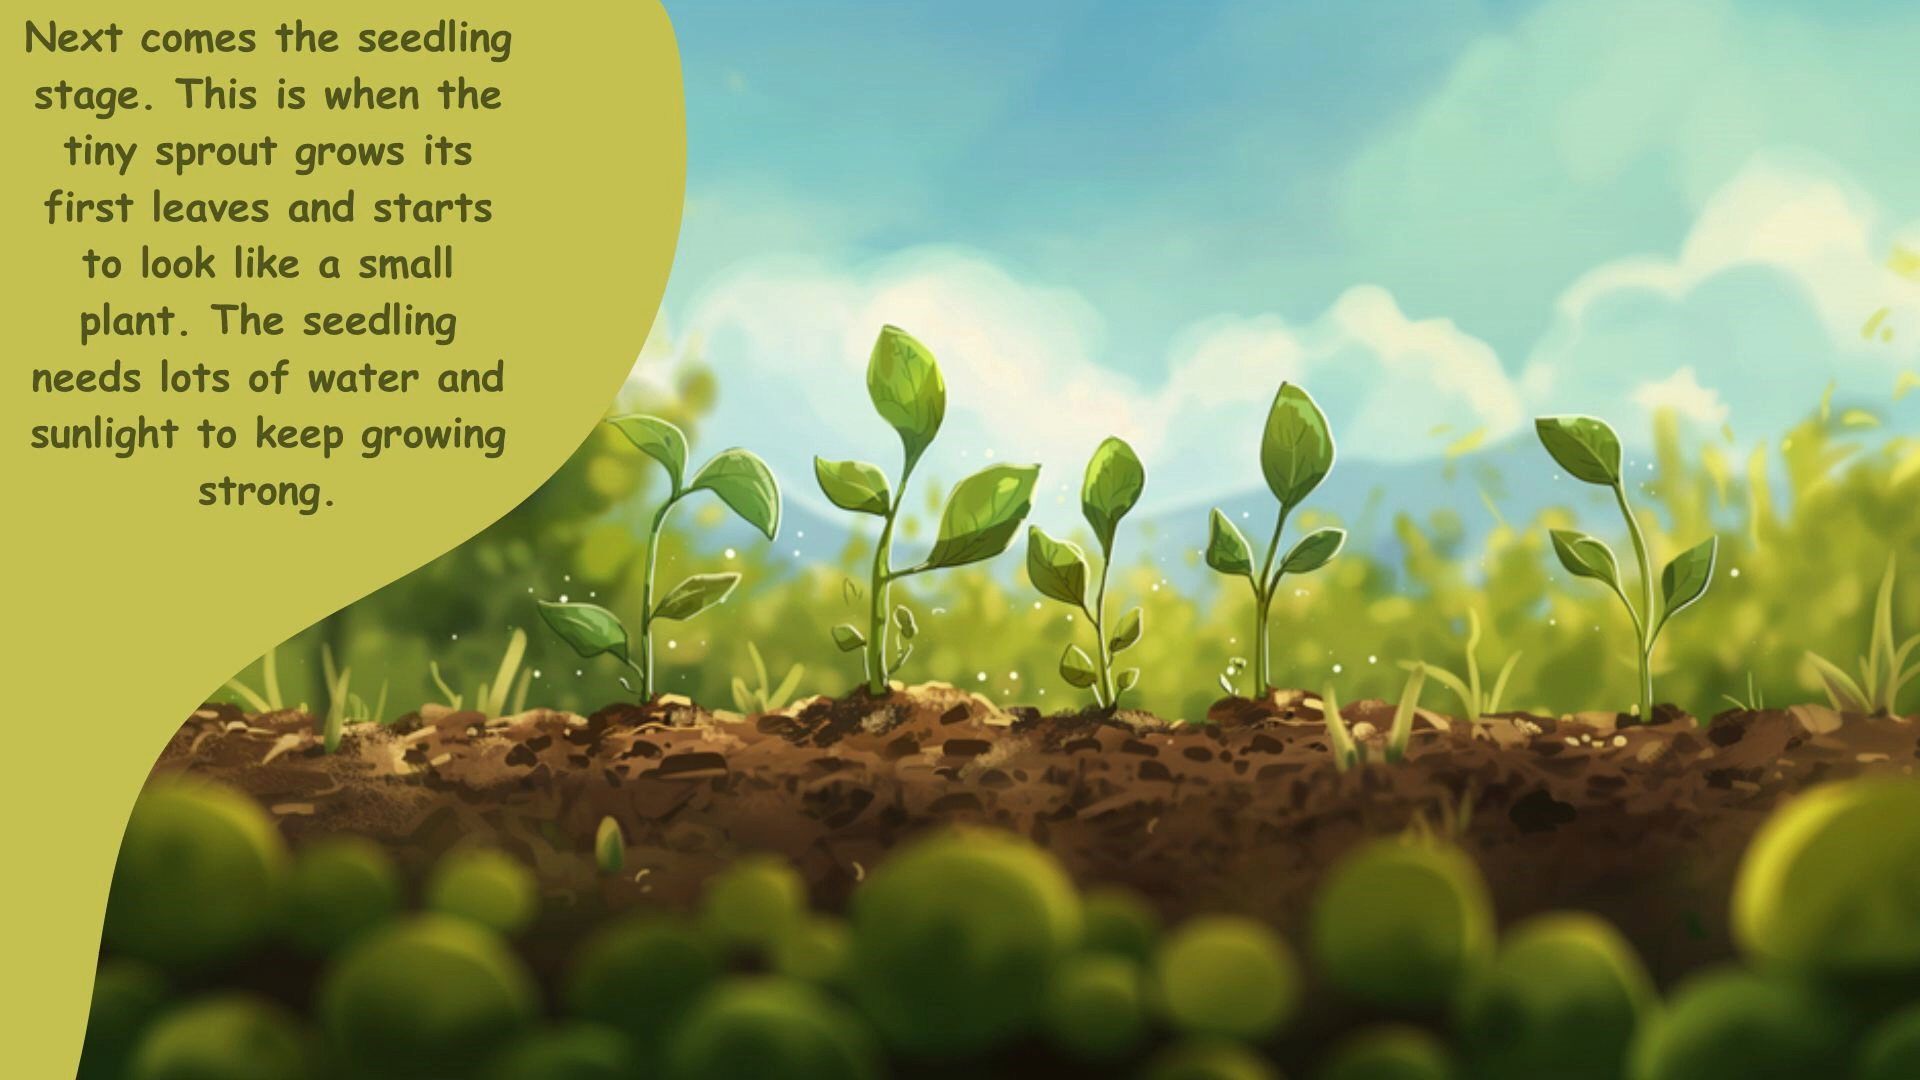 Next comes the seedling
stage. This is when the
tiny sprout grows its
first leaves and starts
to look like a small
plant. The seedling
needs lots of water and
sunlight to keep growing
strong.